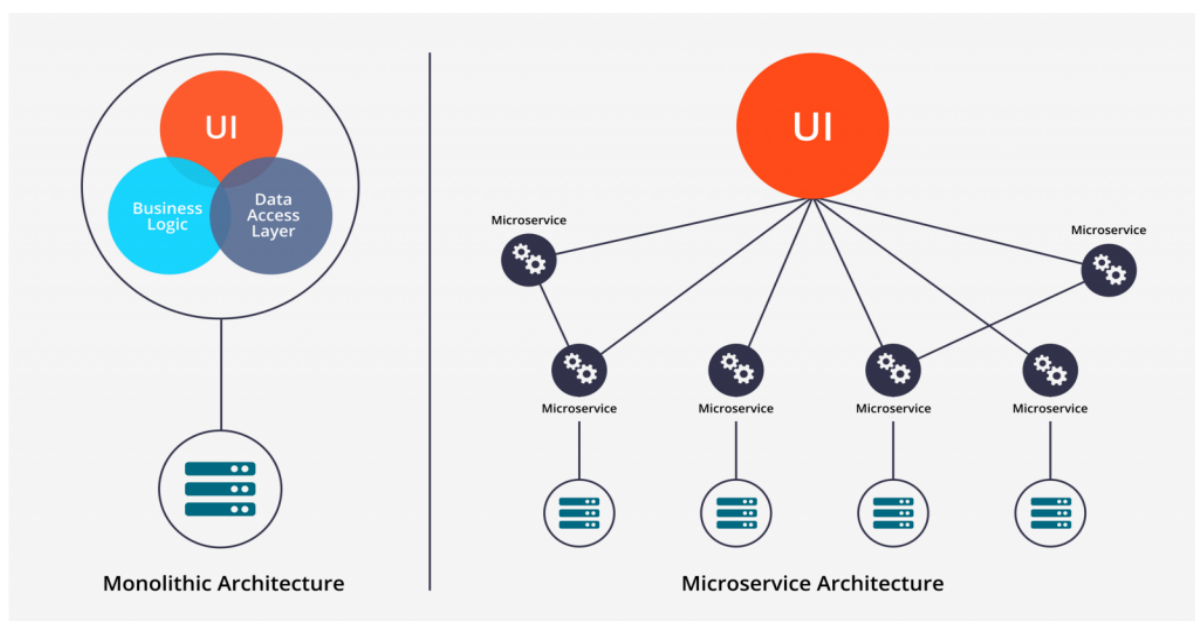 UI
Business
Logic
Data
Access
Layer
Monolithic Architecture
UI
Microservice
Microservice
Microservice
Microservice
Microservice
Microservice
Microservice Architecture